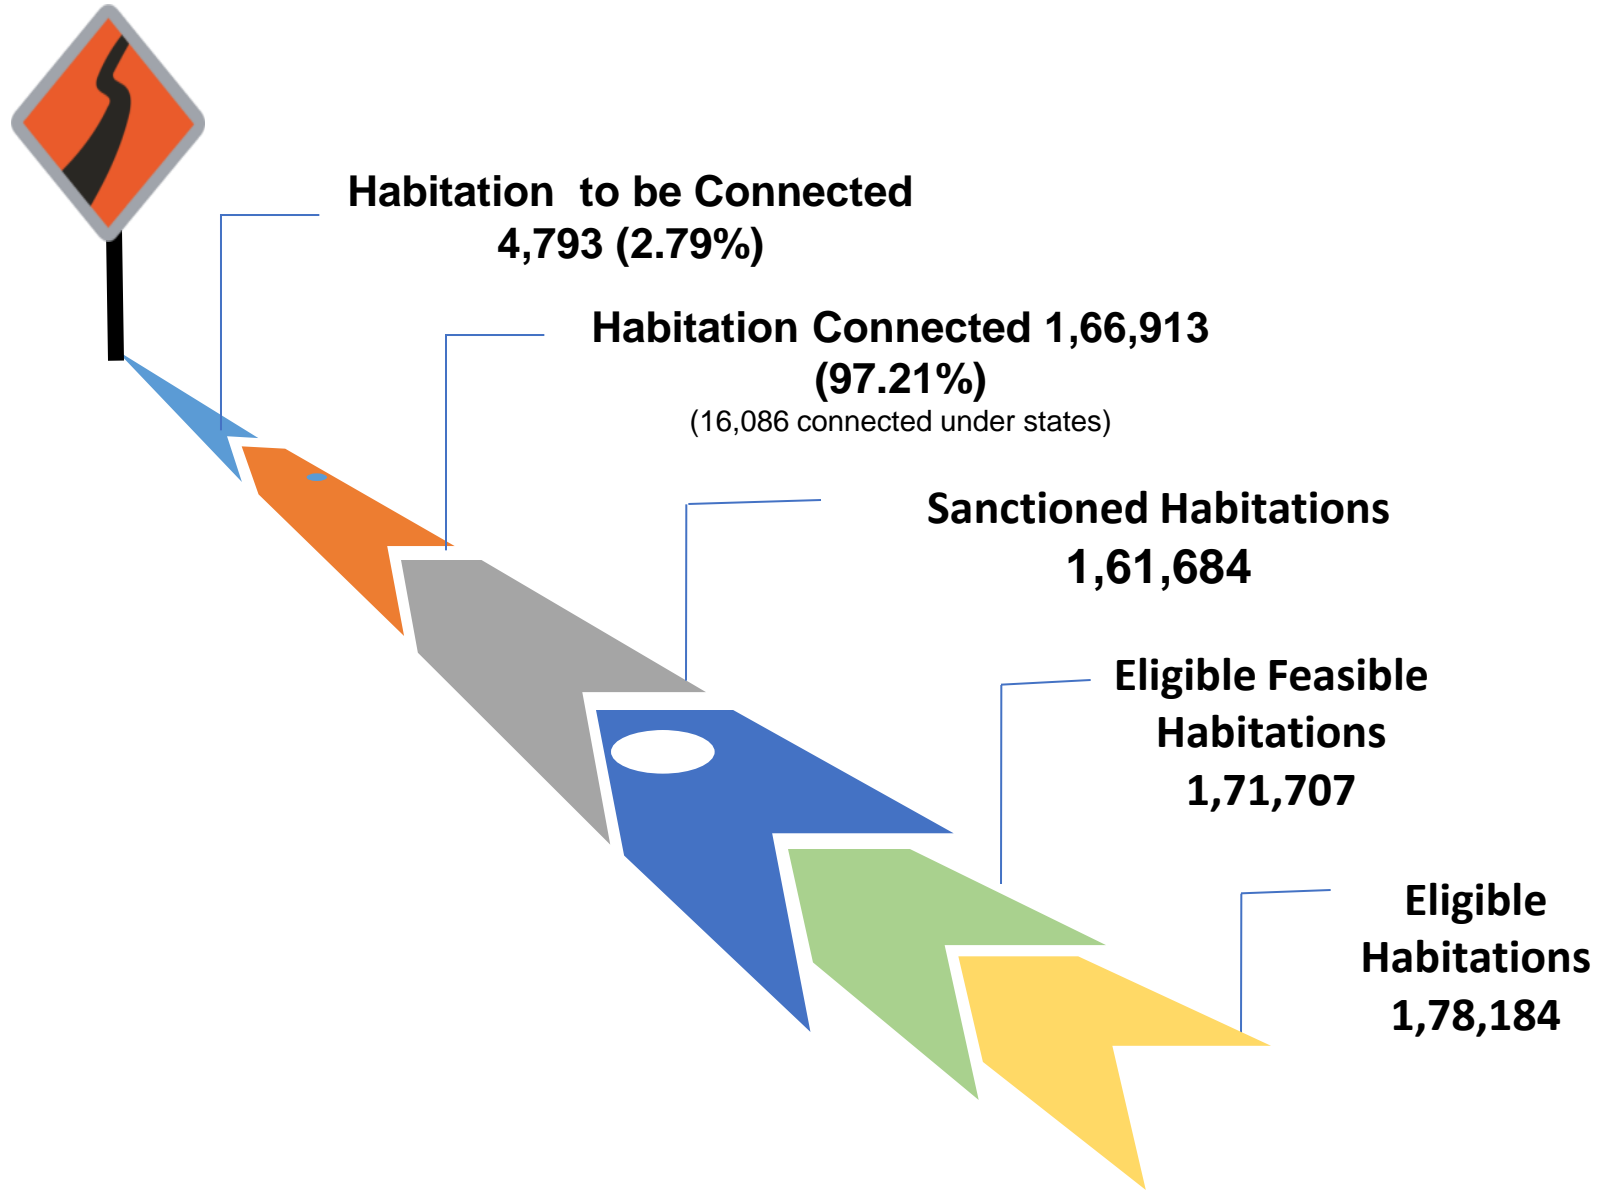 Habitation to be Connected
4,793 (2.79%)
Habitation Connected 1,66,913
(97.21%)
(16,086 connected under states)
Sanctioned Habitations
1,61,684
Eligible Feasible
Habitations
1,71,707
Eligible
Habitations
1,78,184